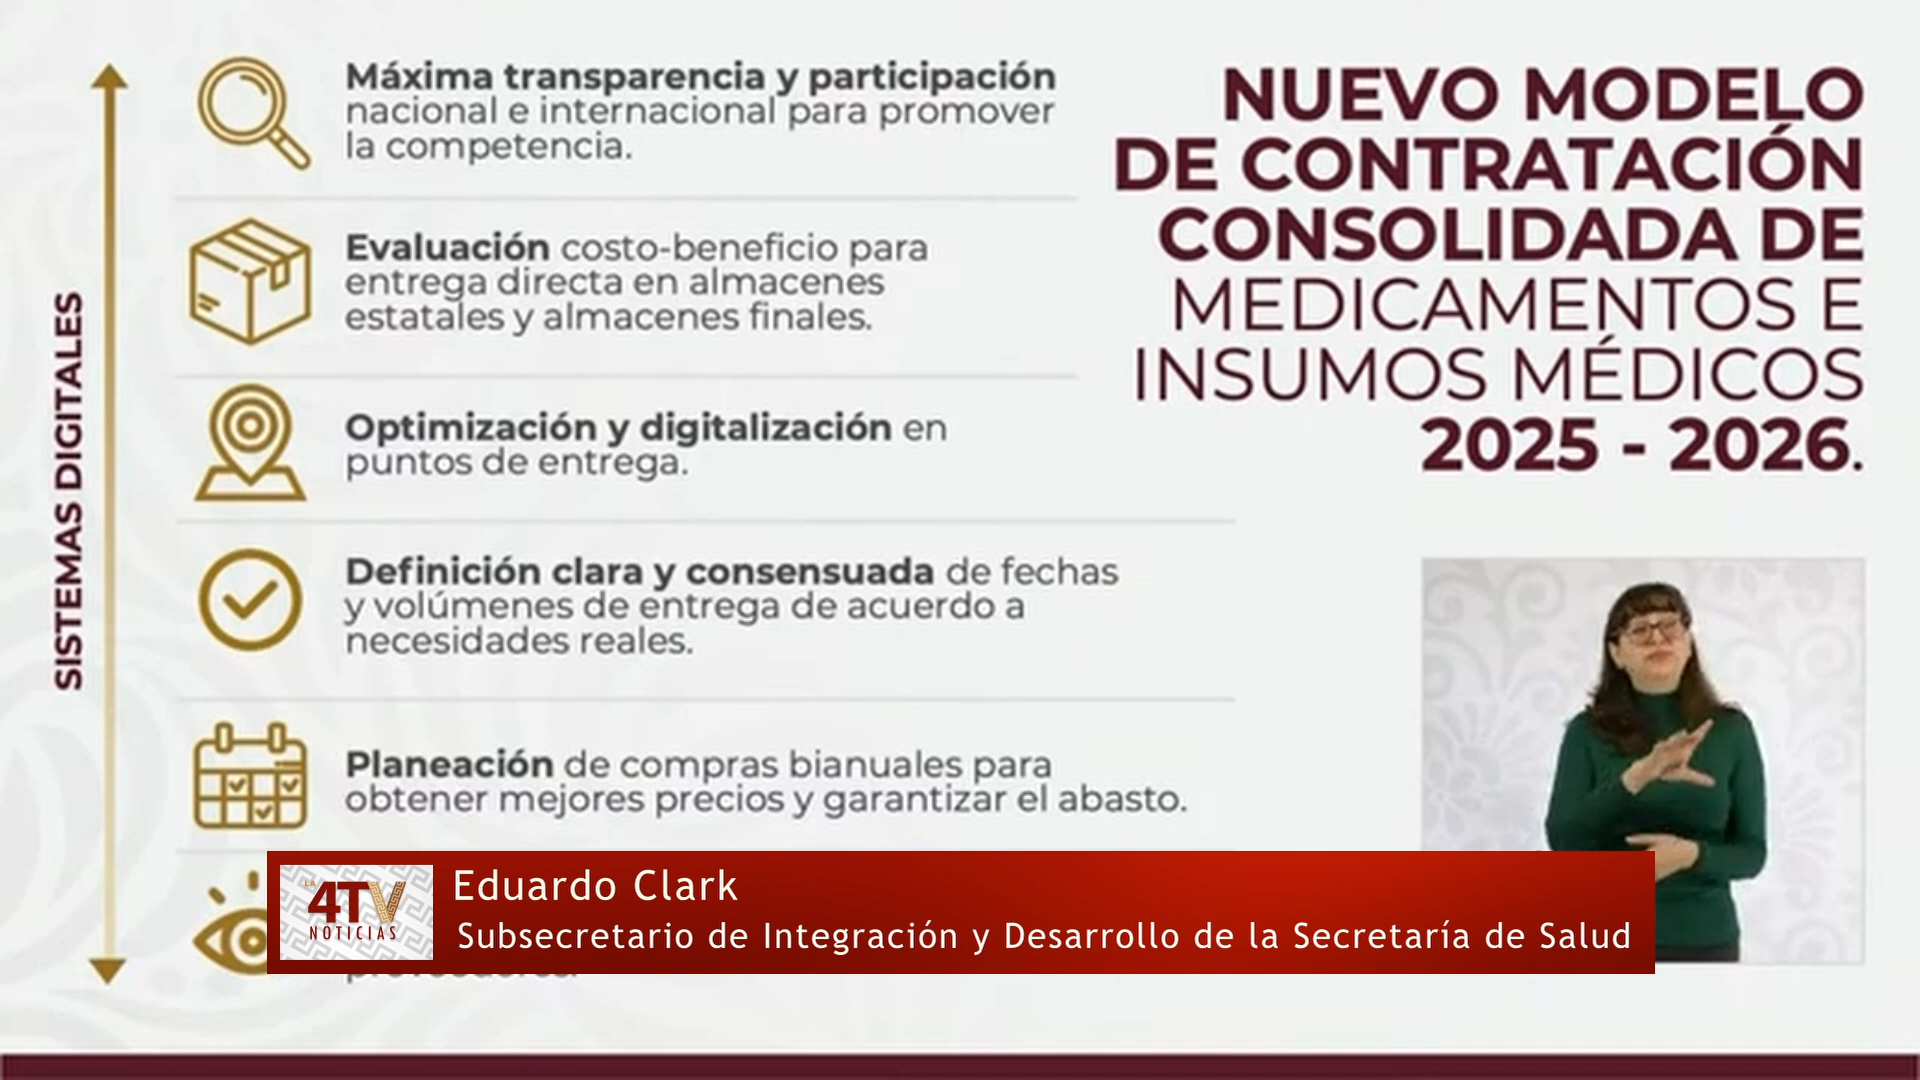 Máxima transparencia y participación
nacional e internacional para promover
la competencia.
Evaluación costo-beneficio para
entrega directa en almacenes
estatales y almacenes finales.
Optimización y digitalización en
puntos de entrega.
Definición clara y consensuada de fechas
y volúmenes de entrega de acuerdo a
necesidades reales.
Planeación de compras bianuales para
obtener mejores precios y garantizar el abasto.
SISTEMAS DIGITALES
NUEVO MODELO
DE CONTRATACIÓN
CONSOLIDADA DE
MEDICAMENTOS E
INSUMOS MÉDICOS
2025 - 2026.
LA
4TV
NOTICIAS
Eduardo Clark
Subsecretario de Integración y Desarrollo de la Secretaría de Salud